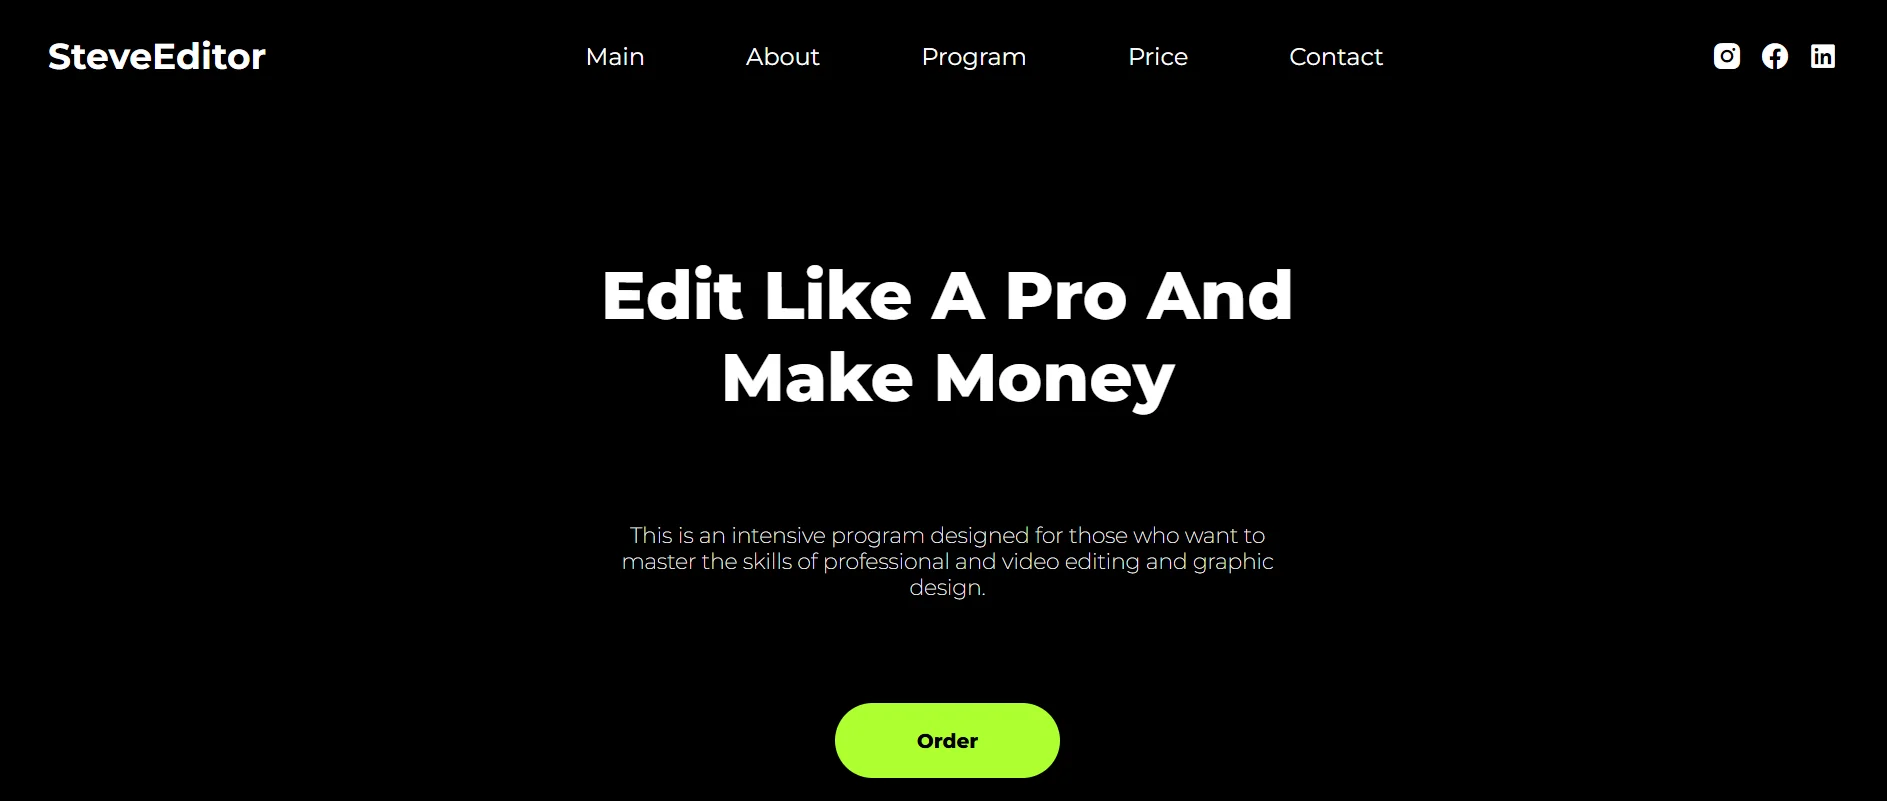 SteveEditor
Main About Program Price Contact
Edit Like A Pro And
Make Money
This is an intensive program designed for those who want to
master the skills of professional and video editing and graphic
design.
Order